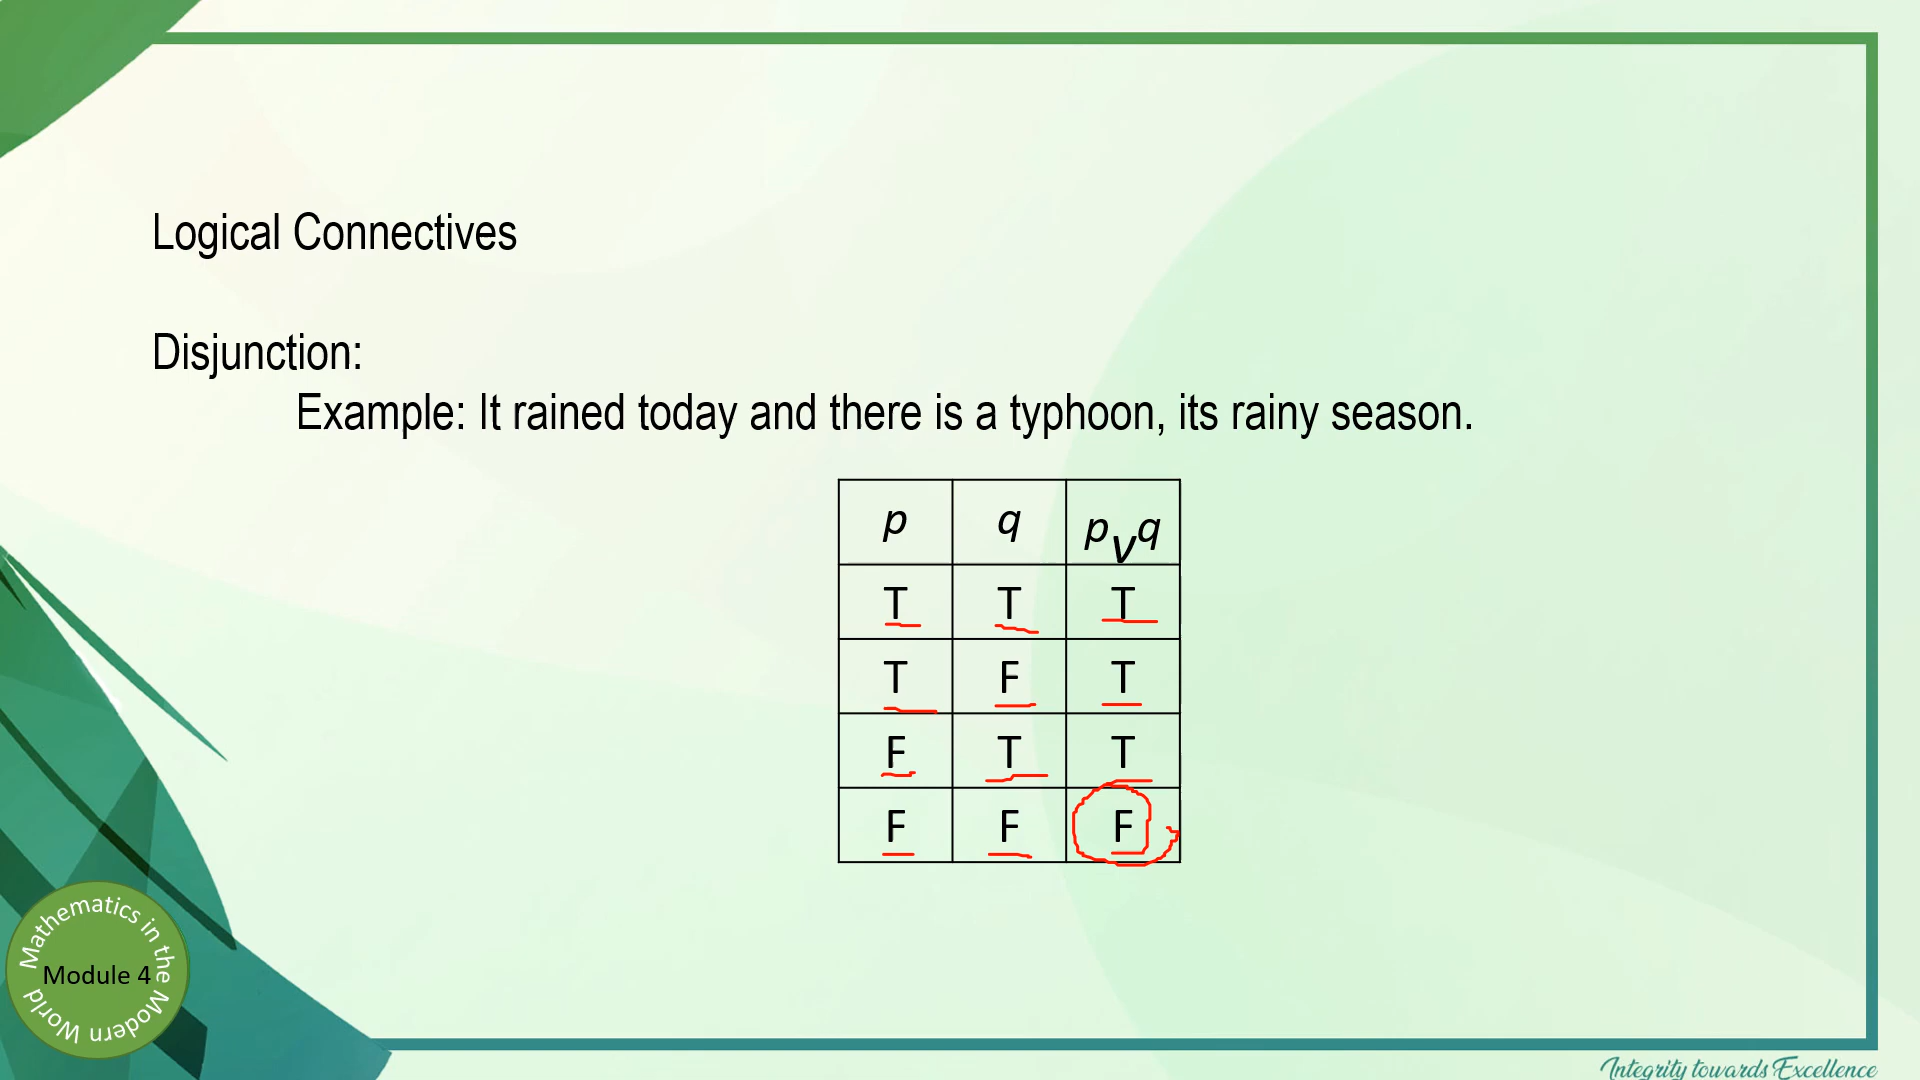 Logical Connectives
Disjunction:
Example: It rained today and there is a typhoon, its rainy season.
p q p v q
T T T
T F T
F T T
F F F
Mathematics in the Modern World
Module 4
Integrity towards Excellence